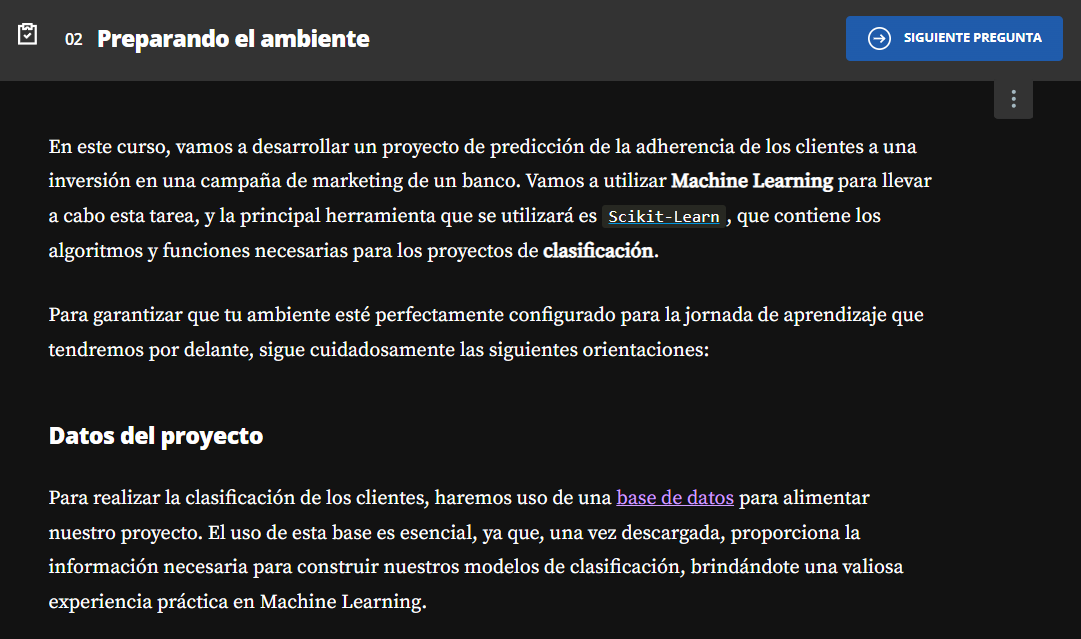 02 Preparando el ambiente
SIGUIENTE PREGUNTA
En este curso, vamos a desarrollar un proyecto de predicción de la adherencia de los clientes a una
inversión en una campaña de marketing de un banco. Vamos a utilizar Machine Learning para llevar
a cabo esta tarea, y la principal herramienta que se utilizará es Scikit-Learn, que contiene los
algoritmos y funciones necesarias para los proyectos de clasificación.
Para garantizar que tu ambiente esté perfectamente configurado para la jornada de aprendizaje que
tendremos por delante, sigue cuidadosamente las siguientes orientaciones:
Datos del proyecto
Para realizar la clasificación de los clientes, haremos uso de una base de datos para alimentar
nuestro proyecto. El uso de esta base es esencial, ya que, una vez descargada, proporciona la
información necesaria para construir nuestros modelos de clasificación, brindándote una valiosa
experiencia práctica en Machine Learning.